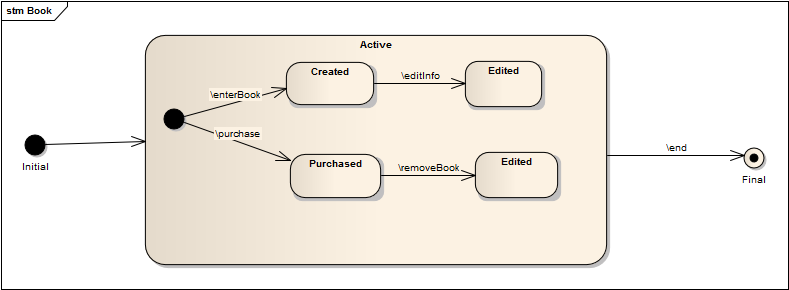 stm Book
Active
Created
\editInfo
Edited
\enterBook
\purchase
Initial
Purchased
\removeBook
Edited
\end
Final